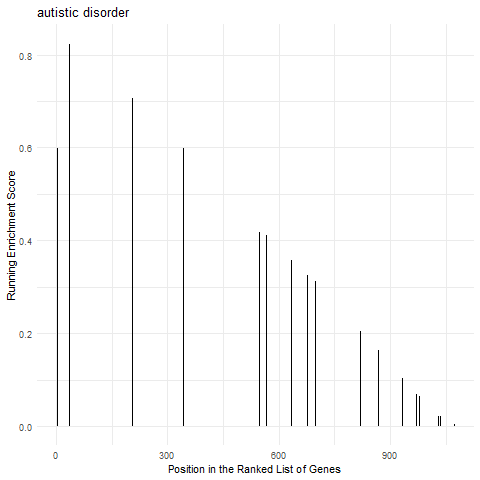 autistic disorder
Running Enrichment Score
0.8
0.6
0.4
0.2
0.0
0 300 600 900
Position in the Ranked List of Genes